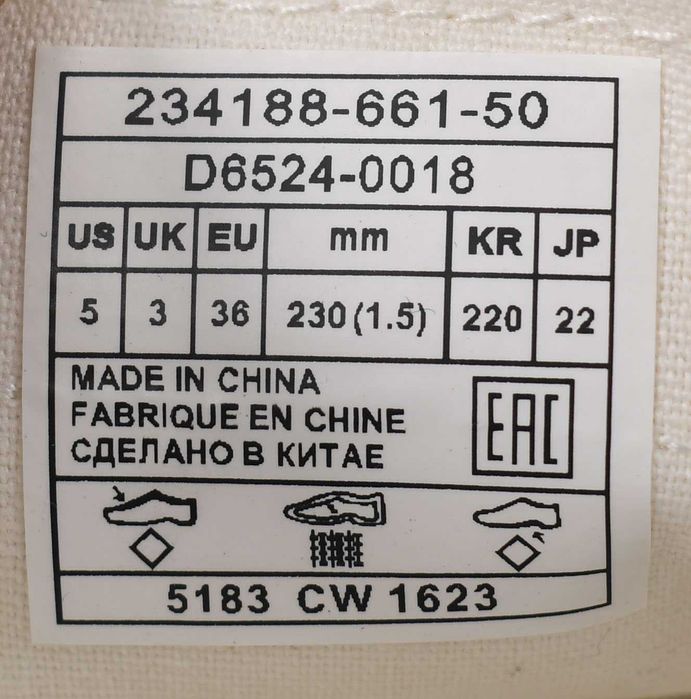 234188-661-50
D6524-0018
US UK EU mm KR JP
5 3 36 230 (1.5) 220 22
MADE IN CHINA
FABRIQUE EN CHINE
СДЕЛАНО В КИТАЕ
EAC
5183 CW 1623